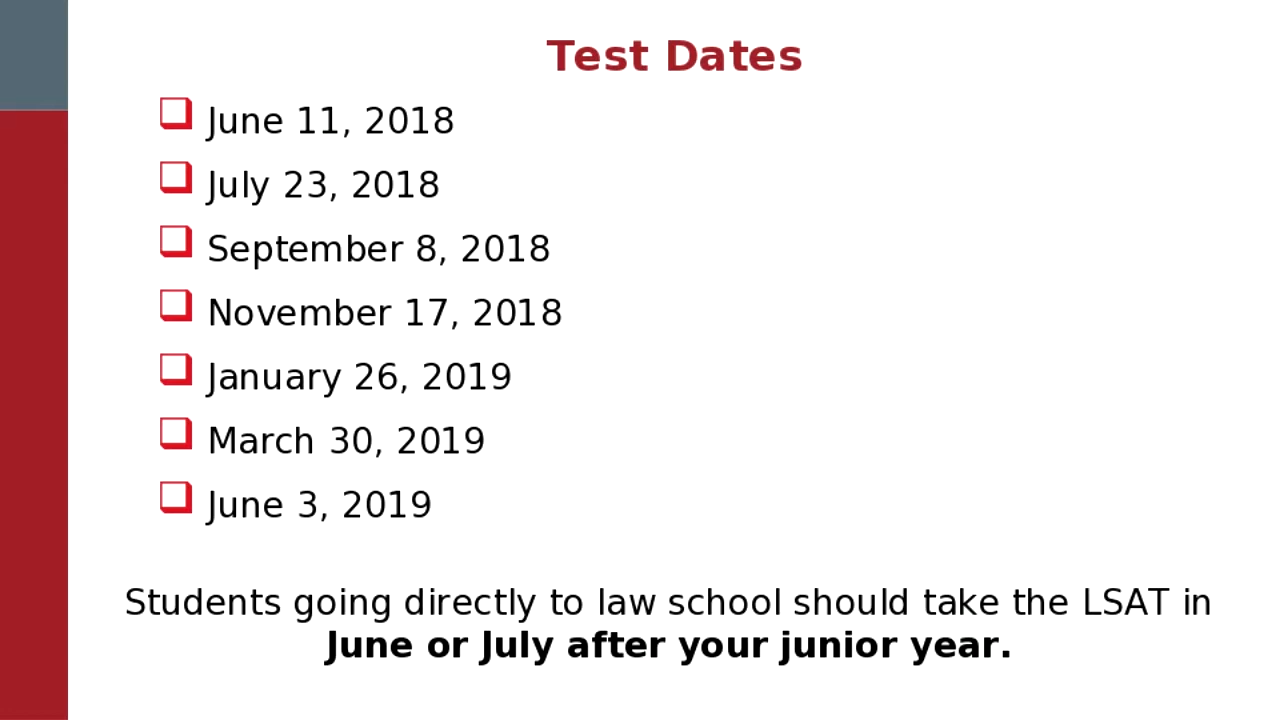 Test Dates
June 11, 2018
July 23, 2018
September 8, 2018
November 17, 2018
January 26, 2019
March 30, 2019
June 3, 2019
Students going directly to law school should take the LSAT in
June or July after your junior year.